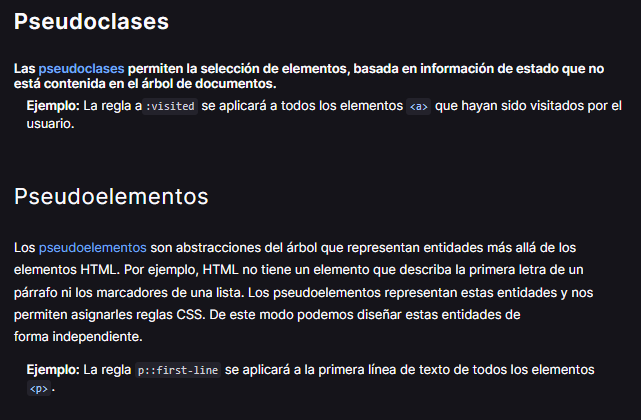 Pseudoclases
Las pseudoclases permiten la selección de elementos, basada en información de estado que no
está contenida en el árbol de documentos.
Ejemplo: La regla a:visited se aplicará a todos los elementos <a> que hayan sido visitados por el
usuario.
Pseudoelementos
Los pseudoelementos son abstracciones del árbol que representan entidades más allá de los
elementos HTML. Por ejemplo, HTML no tiene un elemento que describa la primera letra de un
párrafo ni los marcadores de una lista. Los pseudoelementos representan estas entidades y nos
permiten asignarles reglas CSS. De este modo podemos diseñar estas entidades de
forma independiente.
Ejemplo: La regla p::first-line se aplicará a la primera línea de texto de todos los elementos
<p>.